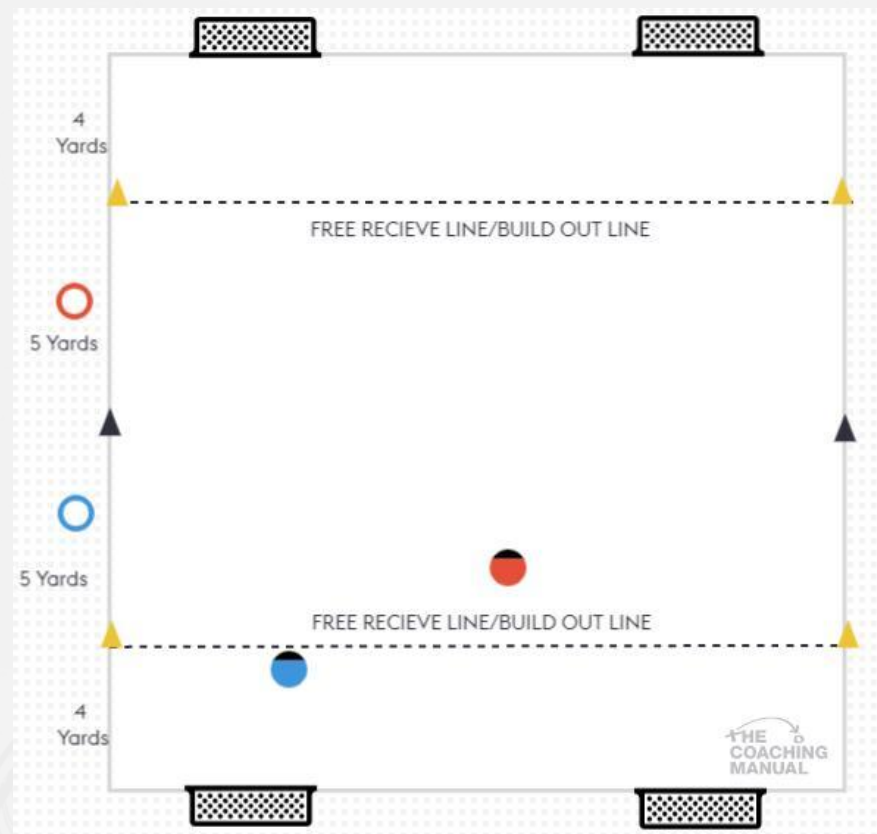 4
Yards
FREE RECIEVE LINE/BUILD OUT LINE
5 Yards
5 Yards
FREE RECIEVE LINE/BUILD OUT LINE
4
Yards
THE
COACHING
MANUAL